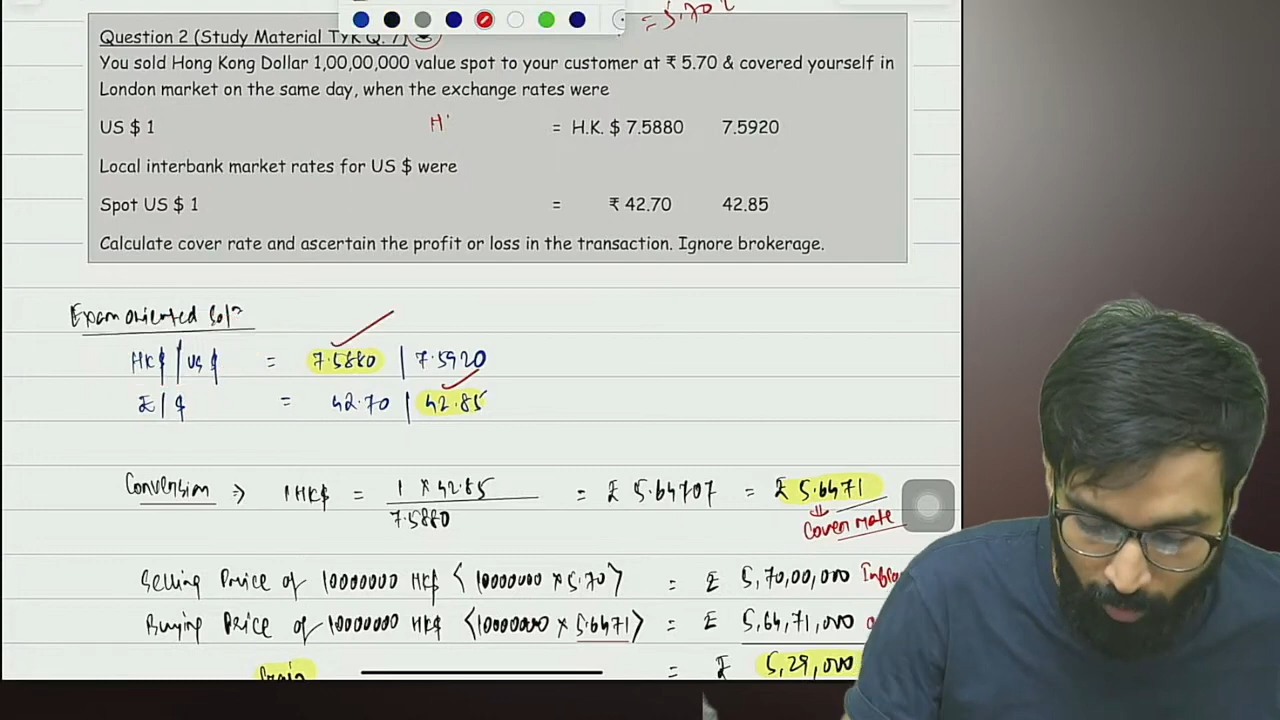 = 5.70
Question 2 (Study Material TYK Q. 7)
You sold Hong Kong Dollar 1,00,00,000 value spot to your customer at ₹ 5.70 & covered yourself in
London market on the same day, when the exchange rates were
US $ 1 = H.K. $ 7.5880 7.5920
H
Local interbank market rates for US $ were
Spot US $ 1 = ₹ 42.70 42.85
Calculate cover rate and ascertain the profit or loss in the transaction. Ignore brokerage.
Exam oriented Solⁿ
HK$ | US $ = 7.5880 | 7.5920
₹ | $ = 42.70 | 42.85
Conversion ⇒ 1 HK$ = 1 × 42.85 = ₹ 5.64707 = ₹ 5.6471
7.5880
Cover rate
Selling Price of 10000000 HK$ (10000000 × 5.70) = ₹ 5,70,00,000
Buying Price of 10000000 HK$ (10000000 × 5.6471) = ₹ 5,64,71,000
Gain = ₹ 5,29,000